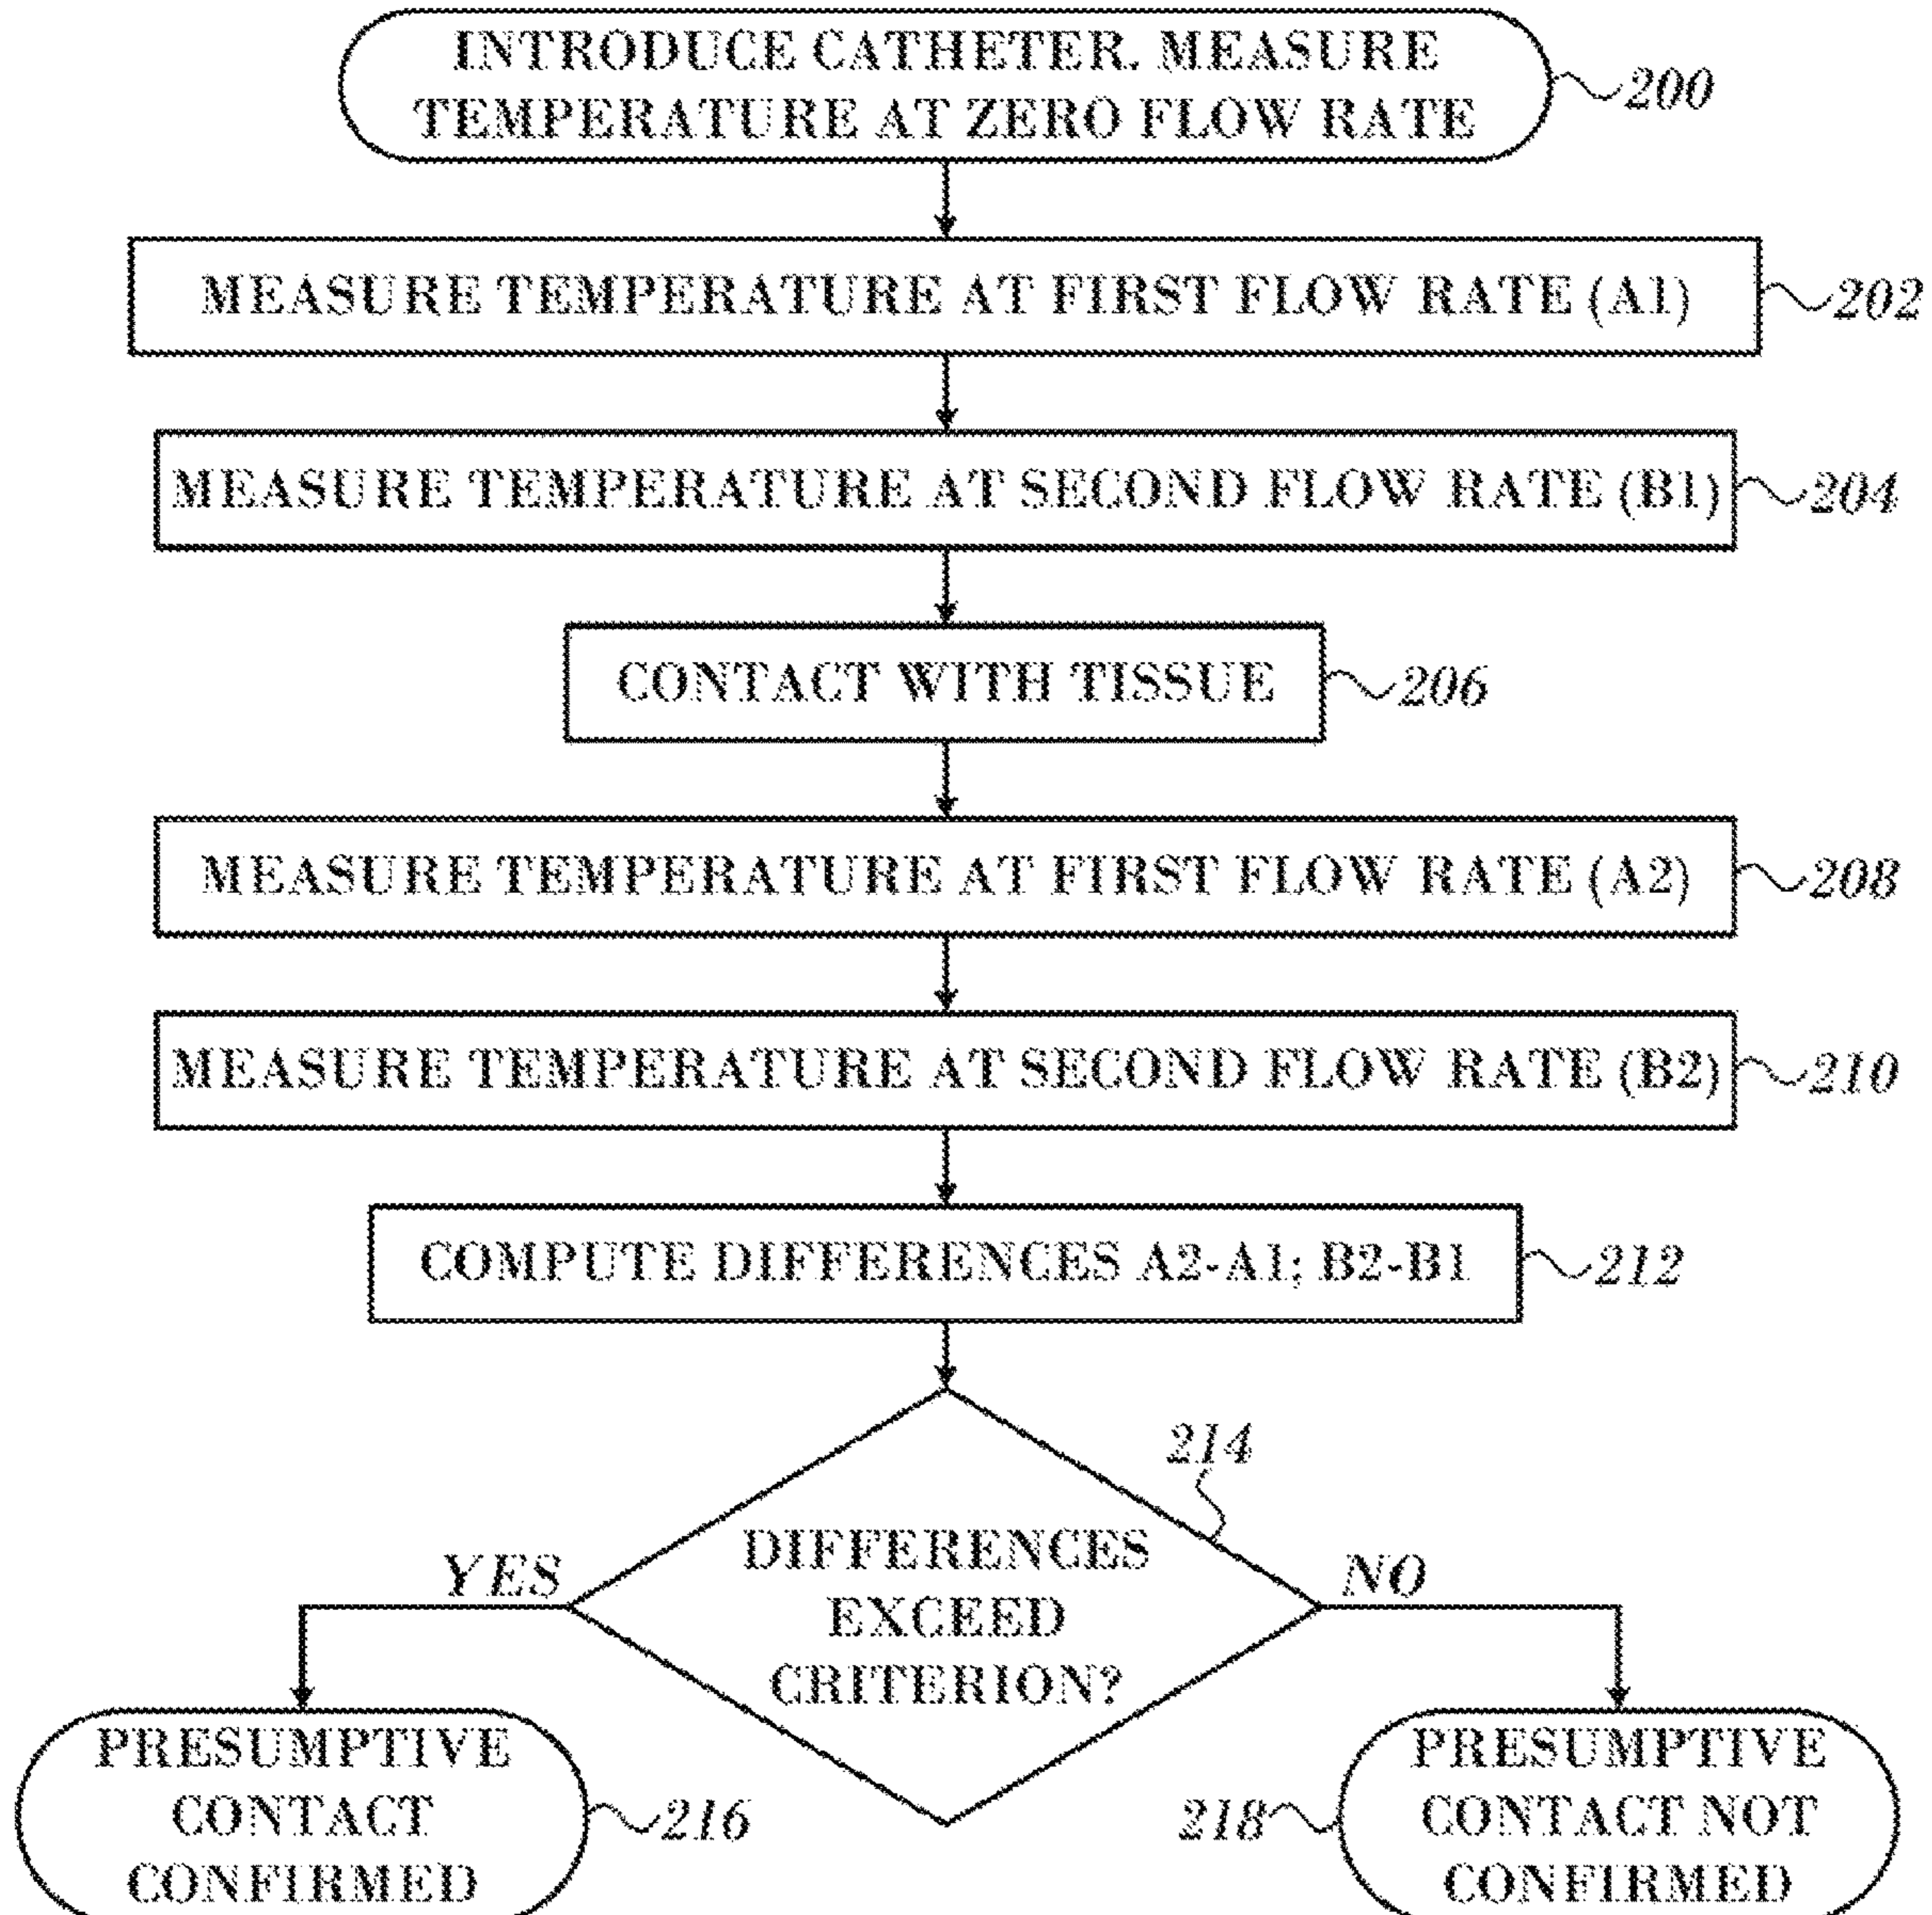 INTRODUCE CATHETER. MEASURE
TEMPERATURE AT ZERO FLOW RATE
200
MEASURE TEMPERATURE AT FIRST FLOW RATE (A1)
202
MEASURE TEMPERATURE AT SECOND FLOW RATE (B1)
204
CONTACT WITH TISSUE
206
MEASURE TEMPERATURE AT FIRST FLOW RATE (A2)
208
MEASURE TEMPERATURE AT SECOND FLOW RATE (B2)
210
COMPUTE DIFFERENCES A2-A1; B2-B1
212
214
DIFFERENCES
EXCEED
CRITERION?
YES
NO
PRESUMPTIVE
CONTACT
CONFIRMED
216
218
PRESUMPTIVE
CONTACT NOT
CONFIRMED